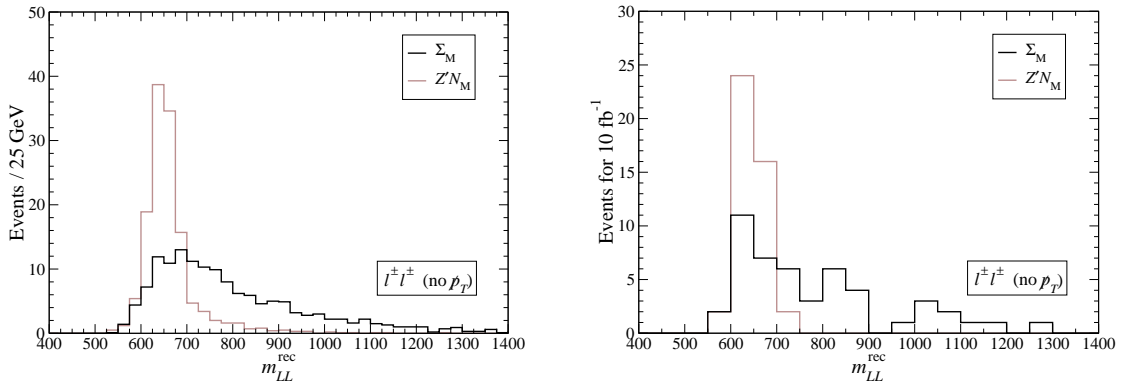 50
40
30
20
10
0
Events / 25 GeV
Σ_M
Z'N_M
l^± l^± (no p̸_T)
400 500 600 700 800 900 1000 1100 1200 1300 1400
m_LL^rec
30
25
20
15
10
5
0
Events for 10 fb^-1
Σ_M
Z'N_M
l^± l^± (no p̸_T)
400 500 600 700 800 900 1000 1100 1200 1300 1400
m_LL^rec